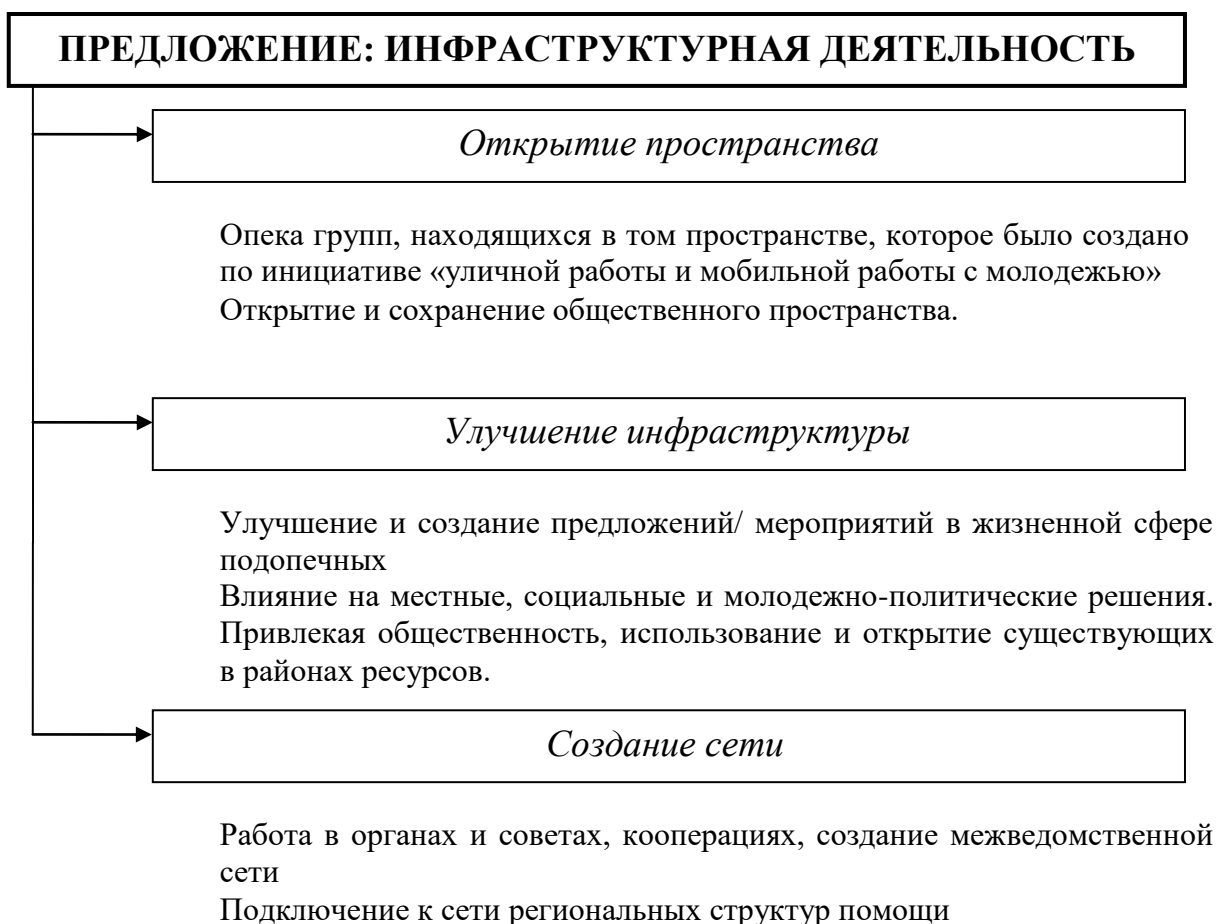 ПРЕДЛОЖЕНИЕ: ИНФРАСТРУКТУРНАЯ ДЕЯТЕЛЬНОСТЬ
Открытие пространства
Опека групп, находящихся в том пространстве, которое было создано
по инициативе «уличной работы и мобильной работы с молодежью»
Открытие и сохранение общественного пространства.
Улучшение инфраструктуры
Улучшение и создание предложений/ мероприятий в жизненной сфере
подопечных
Влияние на местные, социальные и молодежно-политические решения.
Привлекая общественность, использование и открытие существующих
в районах ресурсов.
Создание сети
Работа в органах и советах, кооперациях, создание межведомственной
сети
Подключение к сети региональных структур помощи